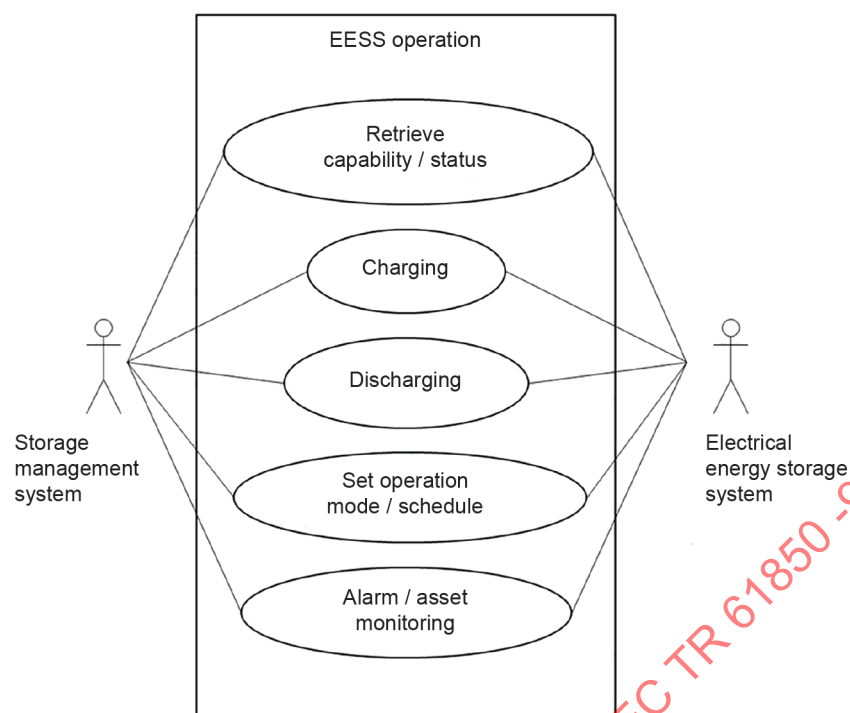 EESS operation
Retrieve
capability / status
Charging
Discharging
Set operation
mode / schedule
Alarm / asset
monitoring
Storage
management
system
Electrical
energy storage
system
TR 61850